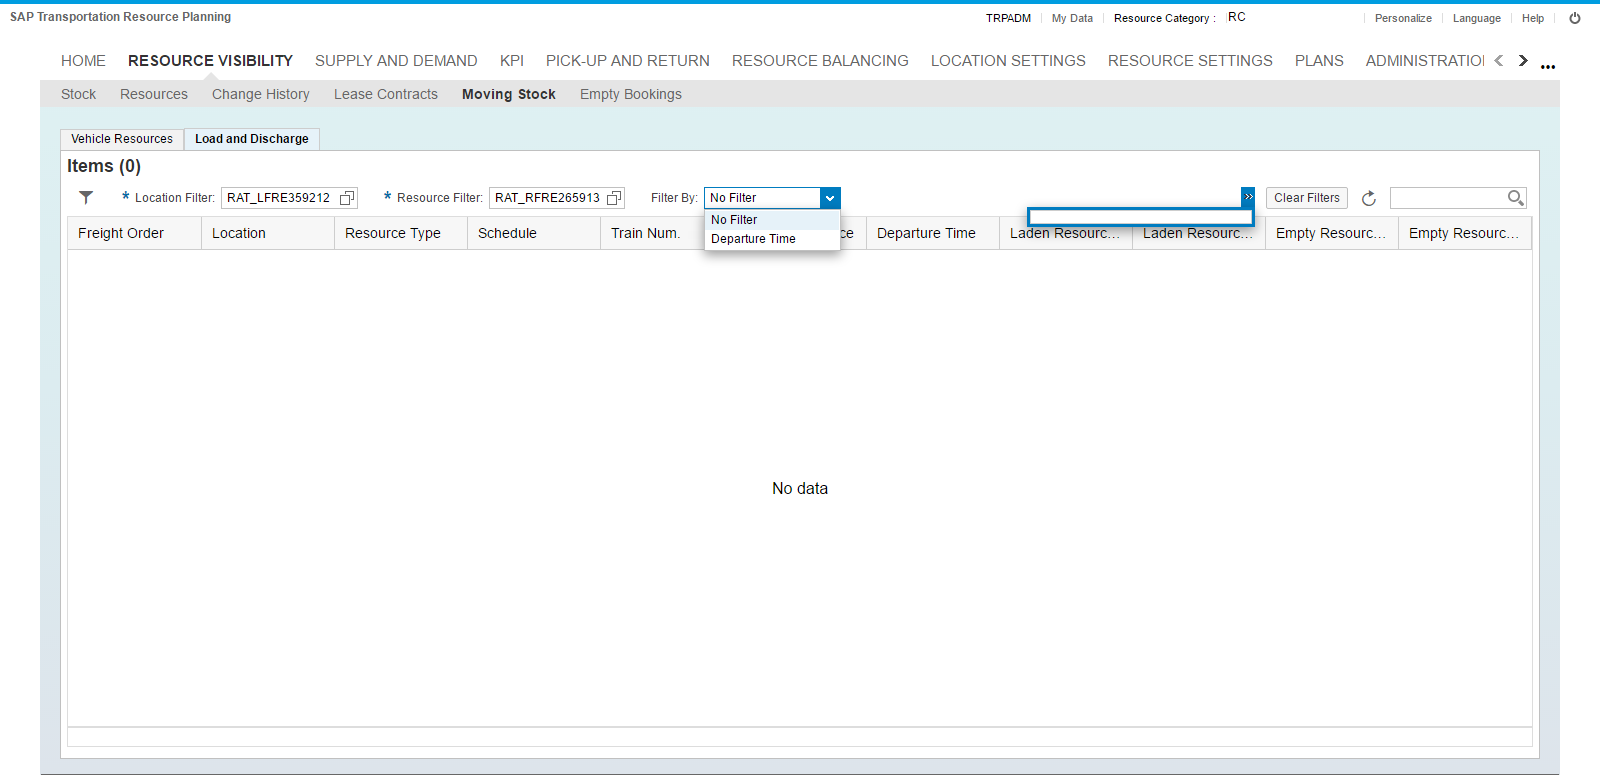 SAP Transportation Resource Planning
TRPADM My Data Resource Category : RC Personalize Language Help
HOME RESOURCE VISIBILITY SUPPLY AND DEMAND KPI PICK-UP AND RETURN RESOURCE BALANCING LOCATION SETTINGS RESOURCE SETTINGS PLANS ADMINISTRATIO
Stock Resources Change History Lease Contracts Moving Stock Empty Bookings
Vehicle Resources Load and Discharge
Items (0)
* Location Filter: RAT_LFRE359212 * Resource Filter: RAT_RFRE265913 Filter By: No Filter Clear Filters
No Filter
Departure Time
Freight Order Location Resource Type Schedule Train Num. ce Departure Time Laden Resourc... Laden Resourc... Empty Resourc... Empty Resourc...
No data